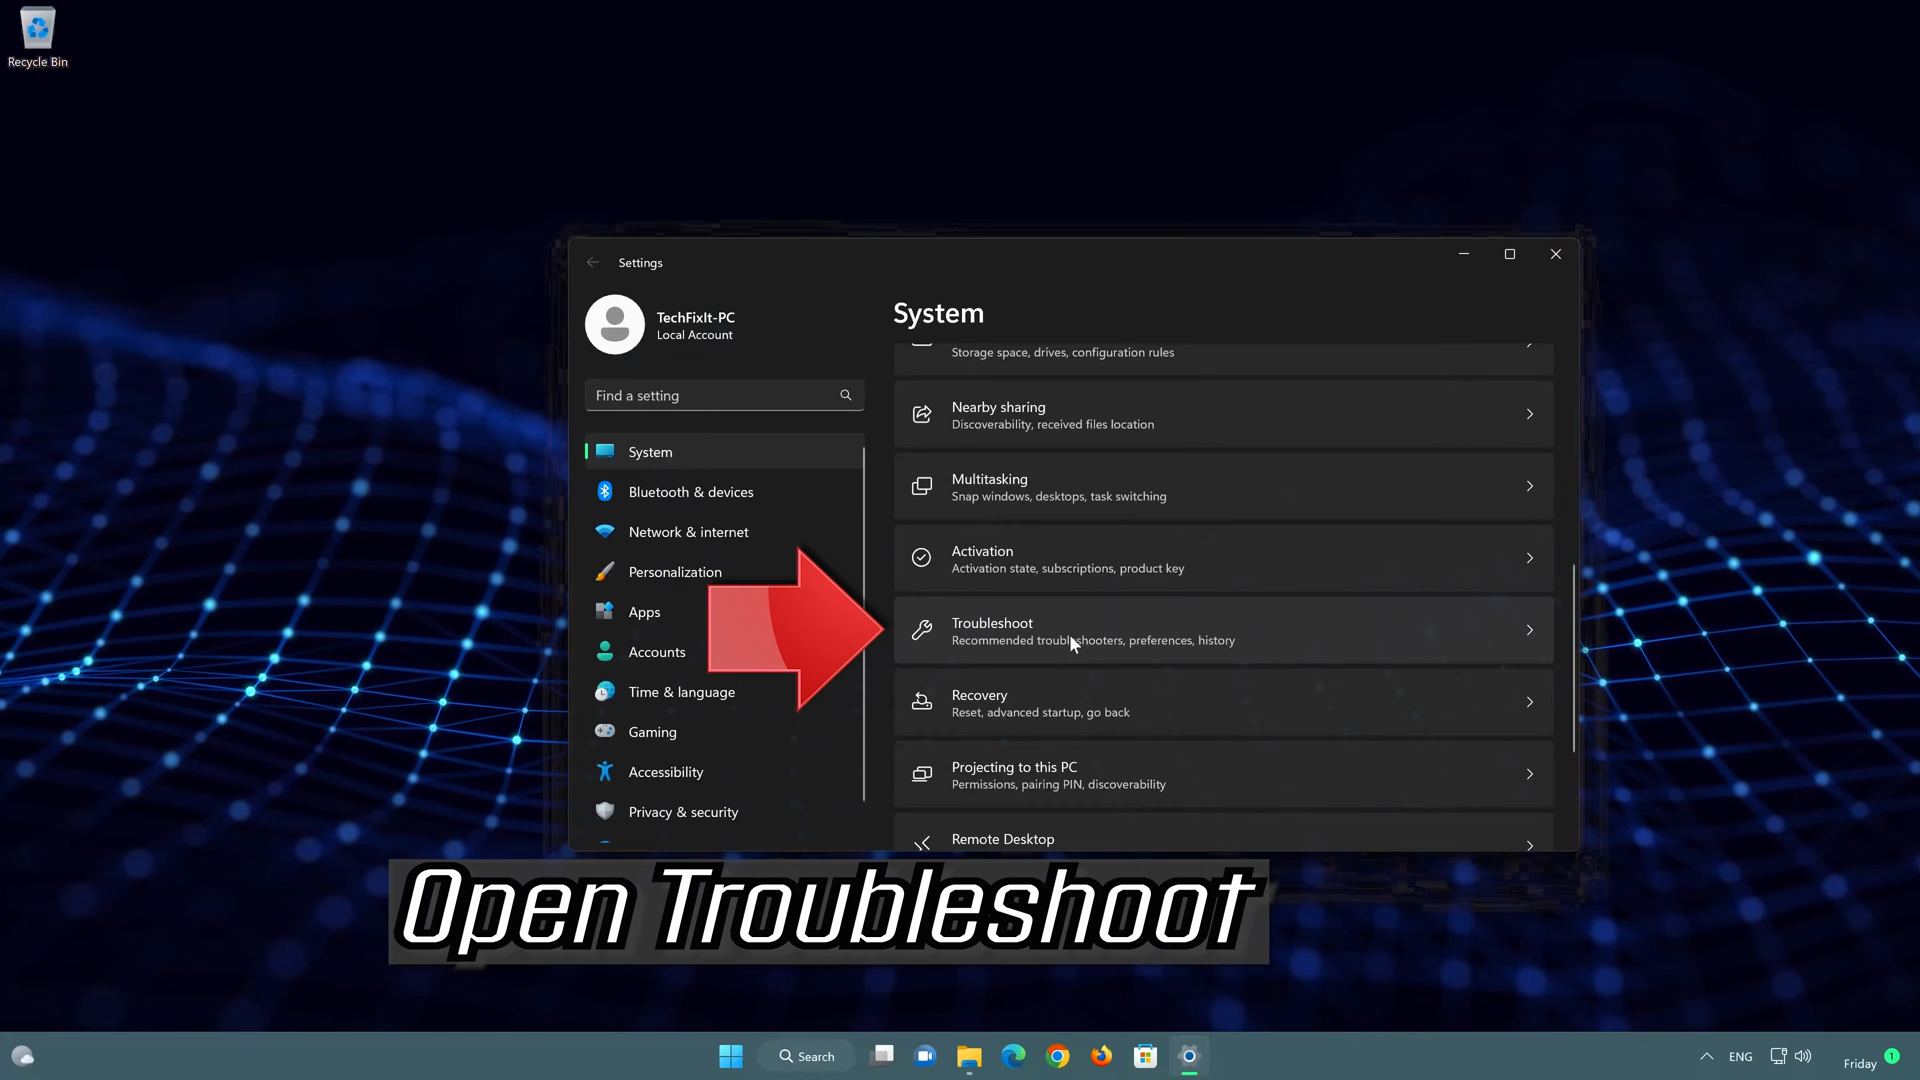 Recycle Bin
Settings
TechFixIt-PC
Local Account
Find a setting
System
Bluetooth & devices
Network & internet
Personalization
Apps
Accounts
Time & language
Gaming
Accessibility
Privacy & security
System
Storage space, drives, configuration rules
Nearby sharing
Discoverability, received files location
Multitasking
Snap windows, desktops, task switching
Activation
Activation state, subscriptions, product key
Troubleshoot
Recommended troubleshooters, preferences, history
Recovery
Reset, advanced startup, go back
Projecting to this PC
Permissions, pairing PIN, discoverability
Remote Desktop
Open Troubleshoot
Search
ENG
Friday
1